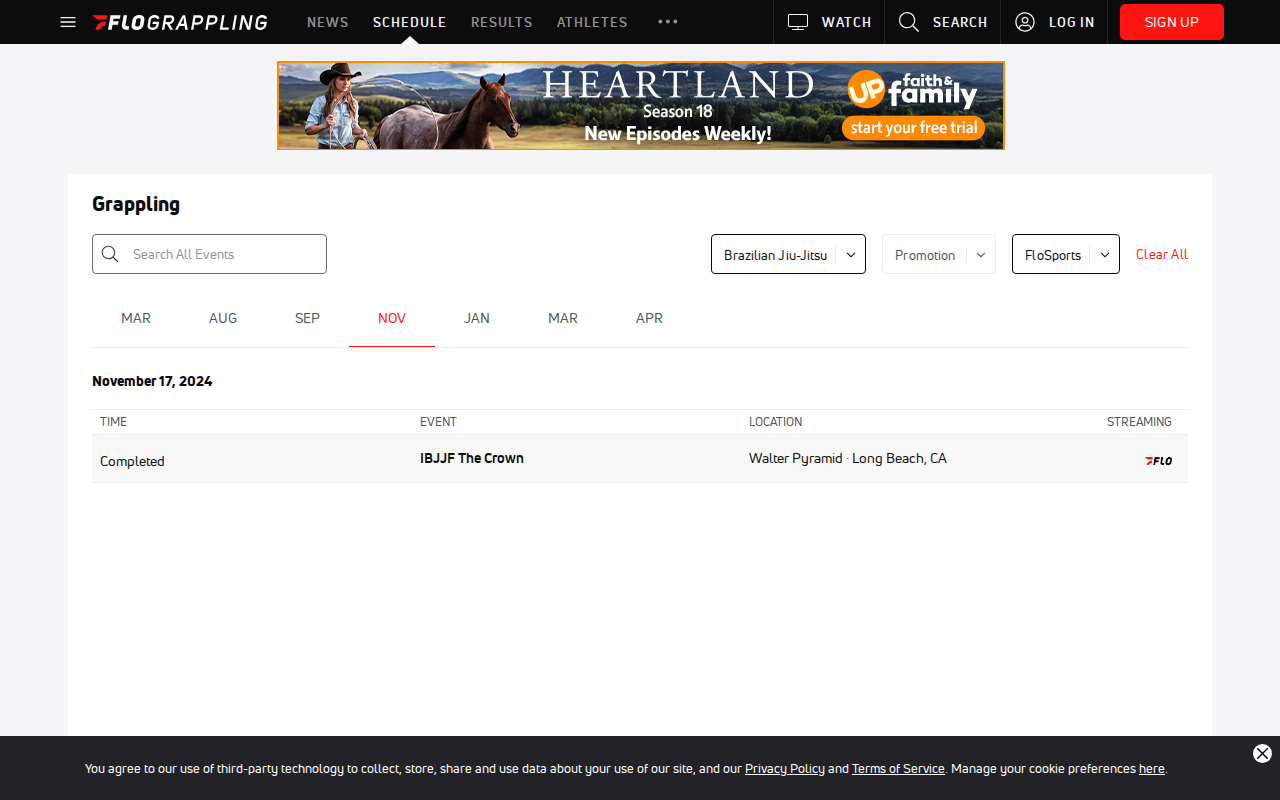 FLOGRAPPLING NEWS SCHEDULE RESULTS ATHLETES ••• WATCH SEARCH LOG IN SIGN UP
HEARTLAND
Season 18
New Episodes Weekly!
UP faith & family
start your free trial
Grappling
Search All Events Brazilian Jiu-Jitsu Promotion FloSports Clear All
MAR AUG SEP NOV JAN MAR APR
November 17, 2024
TIME EVENT LOCATION STREAMING
Completed IBJJF The Crown Walter Pyramid · Long Beach, CA FLO
You agree to our use of third-party technology to collect, store, share and use data about your use of our site, and our Privacy Policy and Terms of Service. Manage your cookie preferences here.